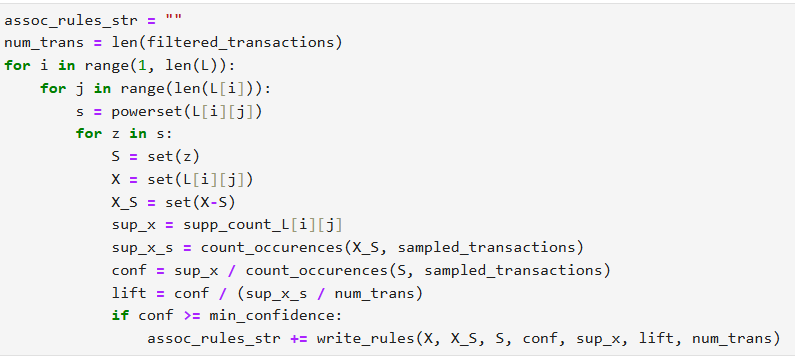 assoc_rules_str = ""
num_trans = len(filtered_transactions)
for i in range(1, len(L)):
    for j in range(len(L[i])):
        s = powerset(L[i][j])
        for z in s:
            S = set(z)
            X = set(L[i][j])
            X_S = set(X-S)
            sup_x = supp_count_L[i][j]
            sup_x_s = count_occurences(X_S, sampled_transactions)
            conf = sup_x / count_occurences(S, sampled_transactions)
            lift = conf / (sup_x_s / num_trans)
            if conf >= min_confidence:
                assoc_rules_str += write_rules(X, X_S, S, conf, sup_x, lift, num_trans)